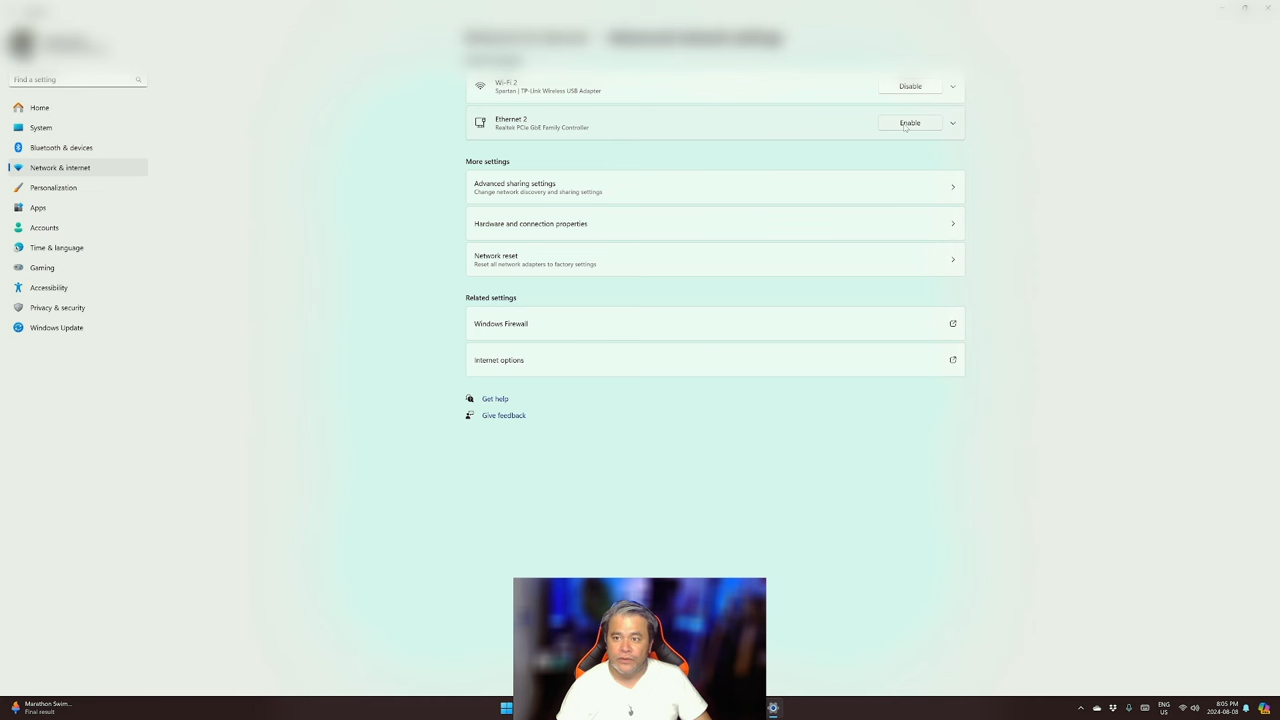 Find a setting
Home
System
Bluetooth & devices
Network & internet
Personalization
Apps
Accounts
Time & language
Gaming
Accessibility
Privacy & security
Windows Update
Wi-Fi 2
Spartan | TP-Link Wireless USB Adapter
Disable
Ethernet 2
Realtek PCIe GbE Family Controller
Enable
More settings
Advanced sharing settings
Change network discovery and sharing settings
Hardware and connection properties
Network reset
Reset all network adapters to factory settings
Related settings
Windows Firewall
Internet options
Get help
Give feedback
Marathon Swim...
Final result
ENG
US
8:05 PM
2024-08-08